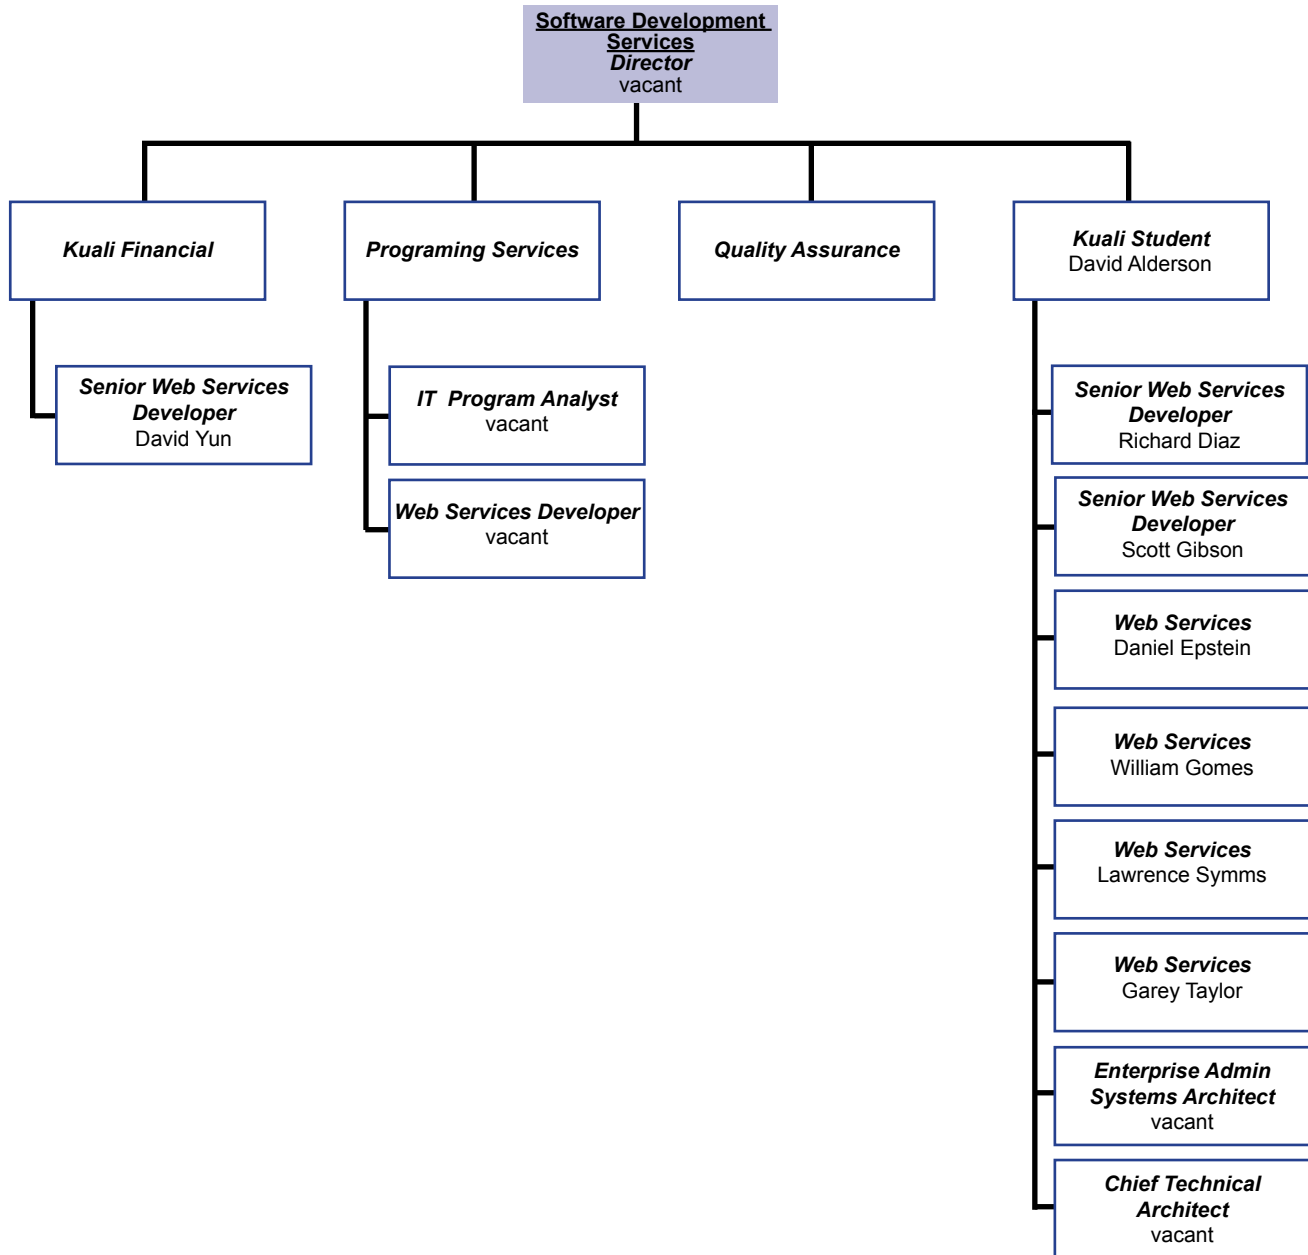 Software Development
Services
Director
vacant
Kuali Financial
Programing Services
Quality Assurance
Kuali Student
David Alderson
Senior Web Services
Developer
David Yun
IT Program Analyst
vacant
Web Services Developer
vacant
Senior Web Services
Developer
Richard Diaz
Senior Web Services
Developer
Scott Gibson
Web Services
Daniel Epstein
Web Services
William Gomes
Web Services
Lawrence Symms
Web Services
Garey Taylor
Enterprise Admin
Systems Architect
vacant
Chief Technical
Architect
vacant